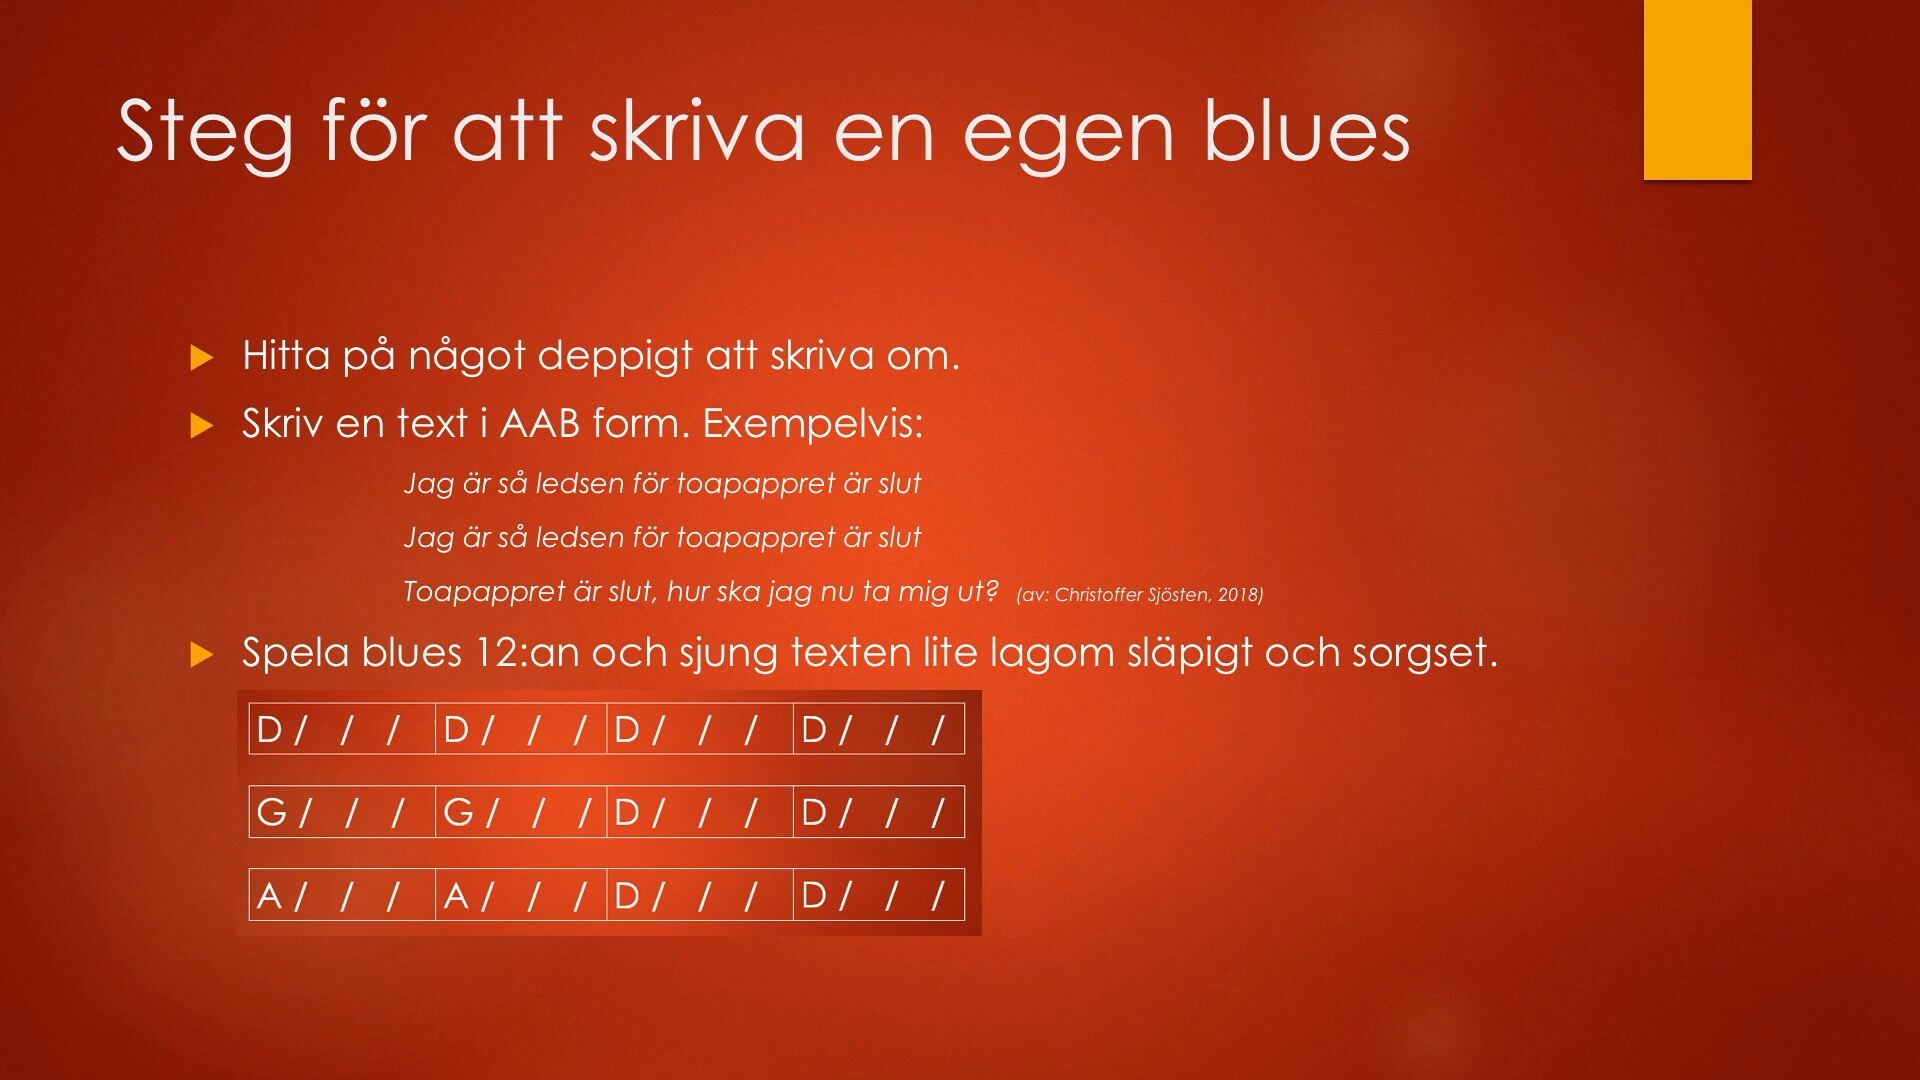 Steg för att skriva en egen blues
Hitta på något deppigt att skriva om.
Skriv en text i AAB form. Exempelvis:
Jag är så ledsen för toapappret är slut
Jag är så ledsen för toapappret är slut
Toapappret är slut, hur ska jag nu ta mig ut? (av: Christoffer Sjösten, 2018)
Spela blues 12:an och sjung texten lite lagom släpigt och sorgset.
D / / / D / / / D / / / D / / /
G / / / G / / / D / / / D / / /
A / / / A / / / D / / / D / / /